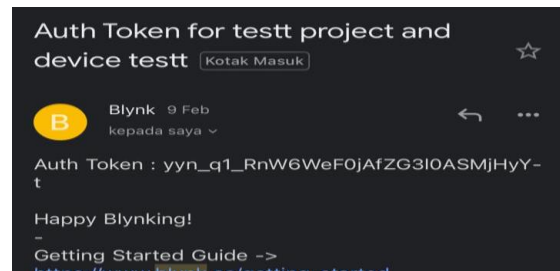 Auth Token for testt project and
device testt Kotak Masuk
B
Blynk 9 Feb
kepada saya
Auth Token : yyn_q1_RnW6WeF0jAfZG3l0ASMjHyY-
t
Happy Blynking!
-
Getting Started Guide ->